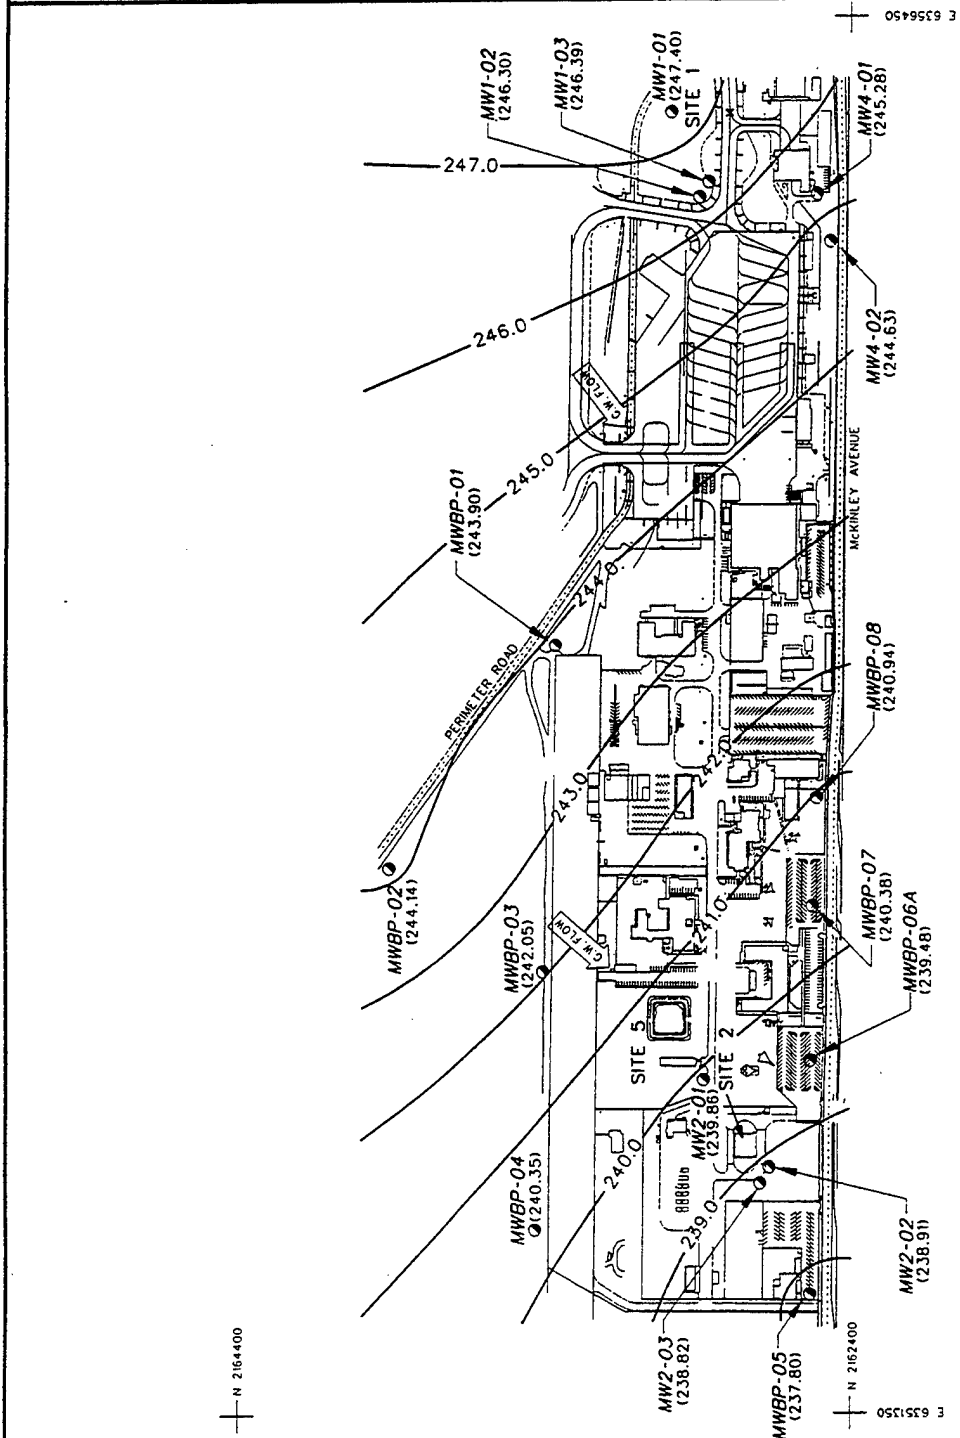 E 6356450
MW1-02
(246.30)
MW1-03
(246.39)
MW1-01
(247.40)
SITE 1
MW4-01
(245.28)
247.0
246.0
MW4-02
(244.63)
G.W. FLOW
245.0
MWBP-01
(243.90)
McKINLEY AVENUE
244.0
PERIMETER ROAD
MWBP-08
(240.94)
243.0
242.0
MWBP-02
(244.14)
MWBP-03
(242.05)
G.W. FLOW
241.0
MWBP-07
(240.38)
MWBP-06A
(239.48)
SITE 5
SITE 2
MW2-01
(239.86)
MWBP-04
(240.35)
240.0
239.0
MW2-02
(238.91)
MW2-03
(238.82)
MWBP-05
(237.80)
N 2164400
N 2162400
E 6351350